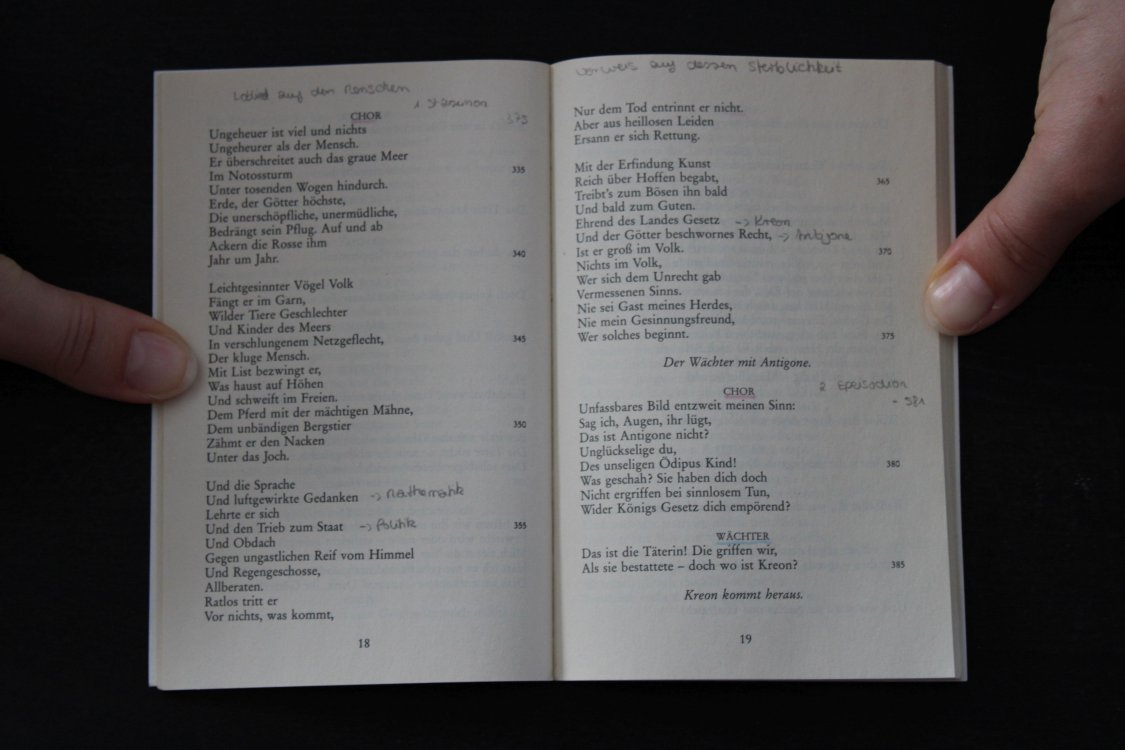 Loblied auf den Menschen
1 Stasimon
CHOR
373
Ungeheuer ist viel und nichts
Ungeheurer als der Mensch.
Er überschreitet auch das graue Meer
Im Notossturm
335
Unter tosenden Wogen hindurch.
Erde, der Götter höchste,
Die unerschöpfliche, unermüdliche,
Bedrängt sein Pflug. Auf und ab
Ackern die Rosse ihm
340
Jahr um Jahr.
Leichtgesinnter Vögel Volk
Fängt er im Garn,
Wilder Tiere Geschlechter
Und Kinder des Meers
In verschlungenem Netzgeflecht,
345
Der kluge Mensch.
Mit List bezwingt er,
Was haust auf Höhen
Und schweift im Freien.
Dem Pferd mit der mächtigen Mähne,
Dem unbändigen Bergstier
350
Zähmt er den Nacken
Unter das Joch.
Und die Sprache
Und luftgewirkte Gedanken -> Mathematik
Lehrte er sich
Und den Trieb zum Staat -> Politik
355
Und Obdach
Gegen ungastlichen Reif vom Himmel
Und Regengeschosse,
Allberaten.
Ratlos tritt er
Vor nichts, was kommt,
18
Verweis auf dessen Sterblichkeit
Nur dem Tod entrinnt er nicht.
Aber aus heillosen Leiden
Ersann er sich Rettung.
Mit der Erfindung Kunst
Reich über Hoffen begabt,
365
Treibt's zum Bösen ihn bald
Und bald zum Guten.
Ehrend des Landes Gesetz -> Kreon
Und der Götter beschwornes Recht, -> Antigone
Ist er groß im Volk.
370
Nichts im Volk,
Wer sich dem Unrecht gab
Vermessenen Sinns.
Nie sei Gast meines Herdes,
Nie mein Gesinnungsfreund,
Wer solches beginnt.
375
Der Wächter mit Antigone.
CHOR
2 Epeisodion
- 581
Unfassbares Bild entzweit meinen Sinn:
Sag ich, Augen, ihr lügt,
Das ist Antigone nicht?
Unglückselige du,
Des unseligen Ödipus Kind!
380
Was geschah? Sie haben dich doch
Nicht ergriffen bei sinnlosem Tun,
Wider Königs Gesetz dich empörend?
WÄCHTER
Das ist die Täterin! Die griffen wir,
Als sie bestattete – doch wo ist Kreon?
385
Kreon kommt heraus.
19